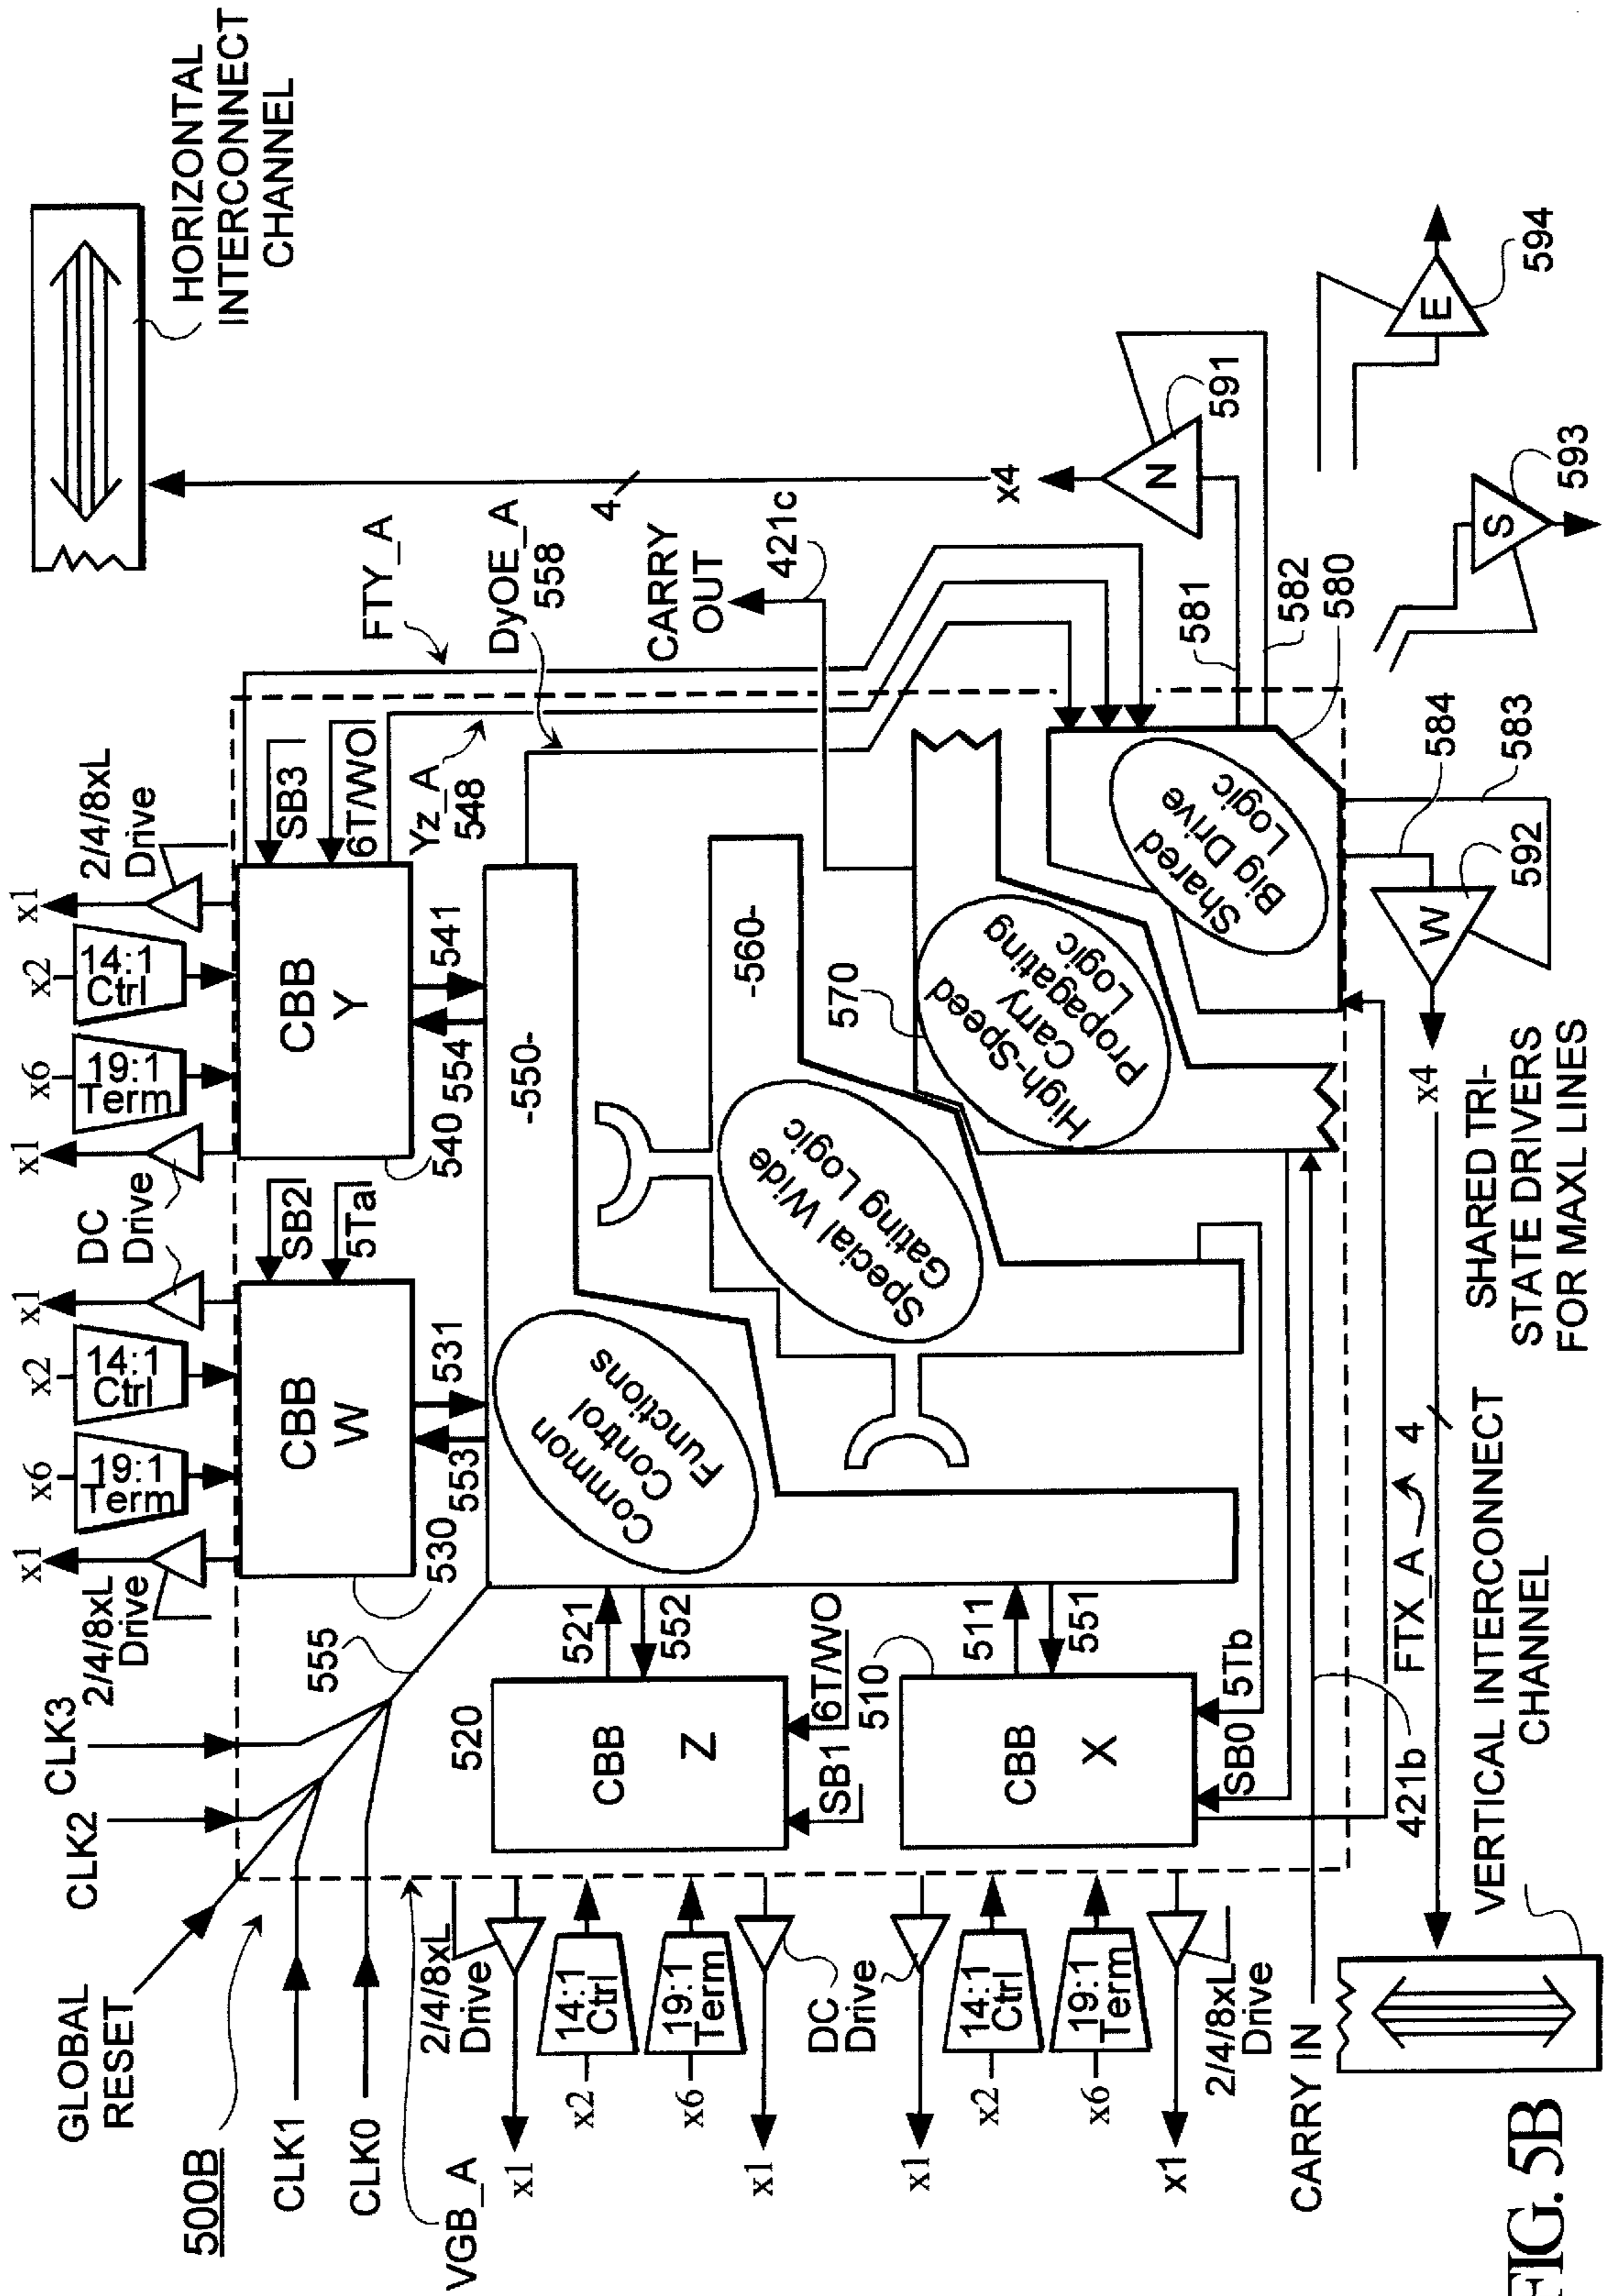 HORIZONTAL
INTERCONNECT
CHANNEL
GLOBAL
RESET
CLK2
CLK3
CLK1
CLK0
500B
VGB_A
555
x1
2/4/8xL
Drive
x6
19:1
Term
x2
14:1
Ctrl
x1
DC
Drive
x1
x6
19:1
Term
x2
14:1
Ctrl
x1
2/4/8xL
Drive
CBB
W
530
SB2
5Ta
553
531
CBB
Y
540
SB3
6T/WO
554
541
FTY_A
Yz_A
548
DyOE_A
558
4
x4
N
591
CARRY
OUT
421c
-550-
Common
Control
Functions
-560-
Special Wide
Gating Logic
570
High-Speed
Carry
Propagating
Logic
Shared
Big Drive
Logic
580
581
582
584
583
W
592
x4
S
593
E
594
520
CBB
Z
521
552
SB1
6T/WO
510
CBB
X
511
551
SB0
5Tb
2/4/8xL
Drive
x1
14:1
Ctrl
x2
19:1
Term
x6
x1
DC
Drive
x1
14:1
Ctrl
x2
19:1
Term
x6
x1
2/4/8xL
Drive
CARRY IN
421b
FTX_A
4
SHARED TRI-
STATE DRIVERS
FOR MAXL LINES
VERTICAL INTERCONNECT
CHANNEL
FIG. 5B